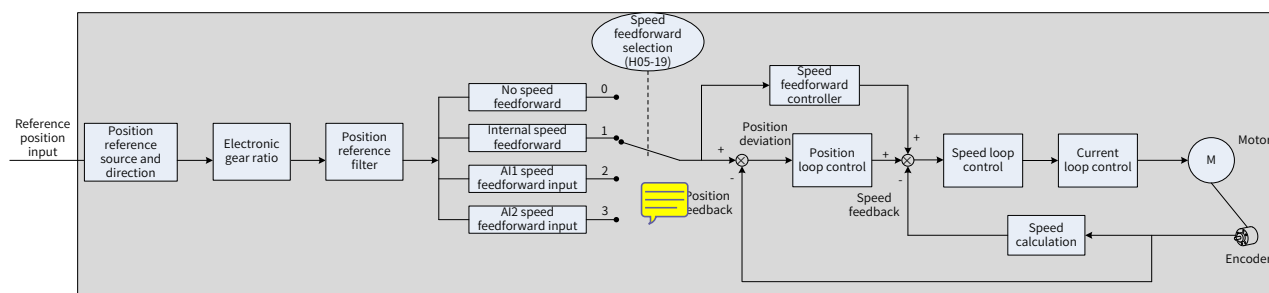 Speed
feedforward
selection
(H05-19)
Reference
position
input
Position
reference
source and
direction
Electronic
gear ratio
Position
reference
filter
No speed
feedforward
0
Internal speed
feedforward
1
AI1 speed
feedforward input
2
AI2 speed
feedforward input
3
Speed
feedforward
controller
+
Position
deviation
-
Position
feedback
Position
loop control
+
+
-
Speed
feedback
Speed loop
control
Current
loop control
M
Motor
Speed
calculation
Encoder